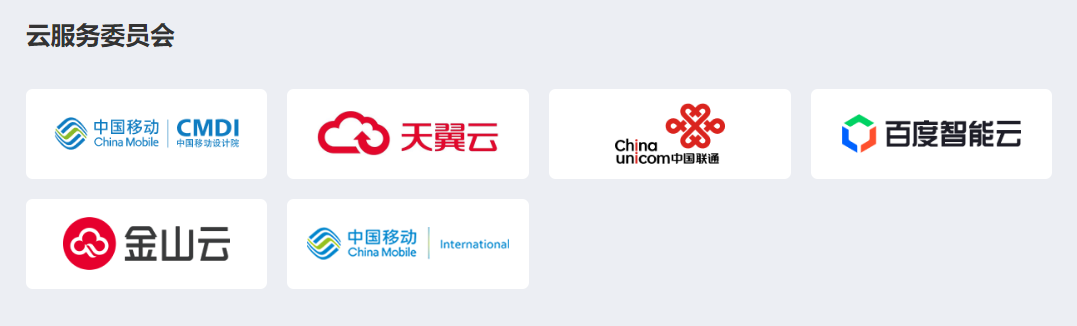 云服务委员会
中国移动
China Mobile
CMDI
中国移动设计院
天翼云
China
unicom中国联通
百度智能云
金山云
中国移动
China Mobile
International